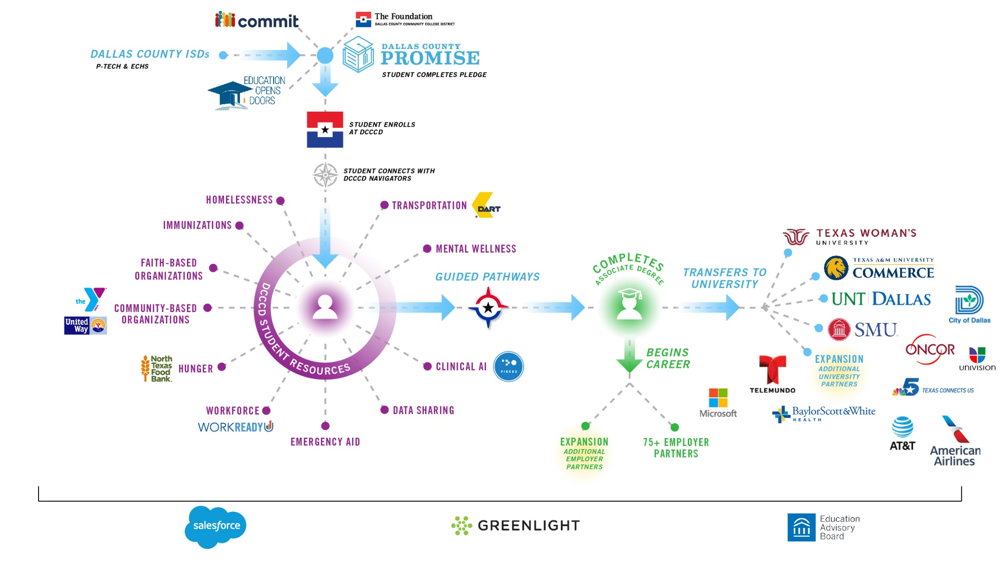 commit
The Foundation
DALLAS COUNTY COMMUNITY COLLEGE DISTRICT
DALLAS COUNTY ISDs
P-TECH & ECHS
DALLAS COUNTY
PROMISE
STUDENT COMPLETES PLEDGE
EDUCATION
OPENS
DOORS
STUDENT ENROLLS
AT DCCCD
STUDENT CONNECTS WITH
DCCCD NAVIGATORS
HOMELESSNESS
TRANSPORTATION
DART
IMMUNIZATIONS
MENTAL WELLNESS
FAITH-BASED
ORGANIZATIONS
the
YMCA
COMMUNITY-BASED
ORGANIZATIONS
United
Way
North
Texas
Food
Bank
HUNGER
WORKFORCE
WORKREADYU
EMERGENCY AID
DATA SHARING
CLINICAL AI
PIECES
DCCCD STUDENT RESOURCES
GUIDED PATHWAYS
COMPLETES
ASSOCIATE DEGREE
TRANSFERS TO
UNIVERSITY
TEXAS WOMAN'S
UNIVERSITY
TEXAS A&M UNIVERSITY
COMMERCE
UNT DALLAS
SMU
EXPANSION
ADDITIONAL
UNIVERSITY
PARTNERS
BEGINS
CAREER
EXPANSION
ADDITIONAL
EMPLOYER
PARTNERS
75+ EMPLOYER
PARTNERS
City of Dallas
ONCOR
UNIVISION
TELEMUNDO
5 TEXAS CONNECTS US
Microsoft
BaylorScott&White
HEALTH
AT&T
American
Airlines
salesforce
GREENLIGHT
Education
Advisory
Board